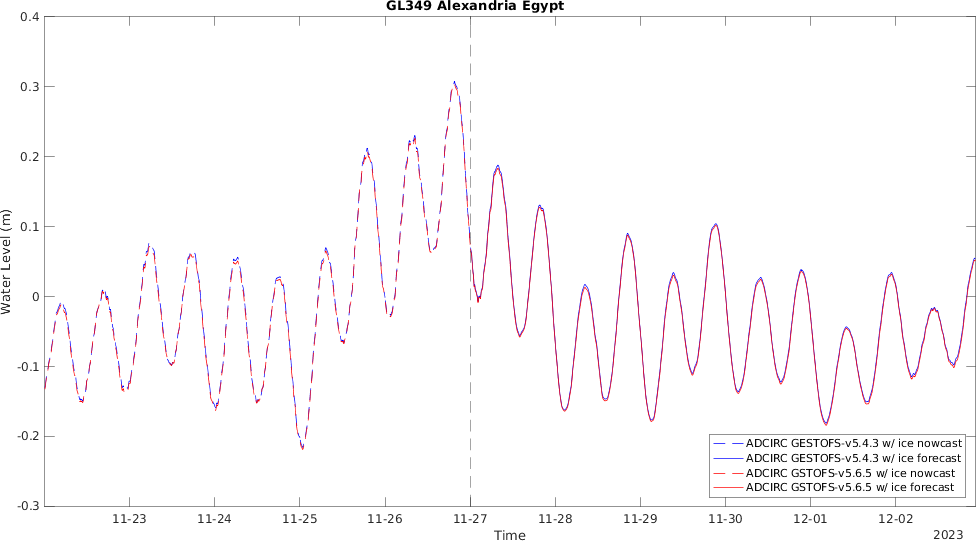 GL349 Alexandria Egypt
0.4
0.3
0.2
0.1
0
-0.1
-0.2
-0.3
Water Level (m)
ADCIRC GESTOFS-v5.4.3 w/ ice nowcast
ADCIRC GESTOFS-v5.4.3 w/ ice forecast
ADCIRC GSTOFS-v5.6.5 w/ ice nowcast
ADCIRC GSTOFS-v5.6.5 w/ ice forecast
11-23 11-24 11-25 11-26 11-27 11-28 11-29 11-30 12-01 12-02
Time
2023